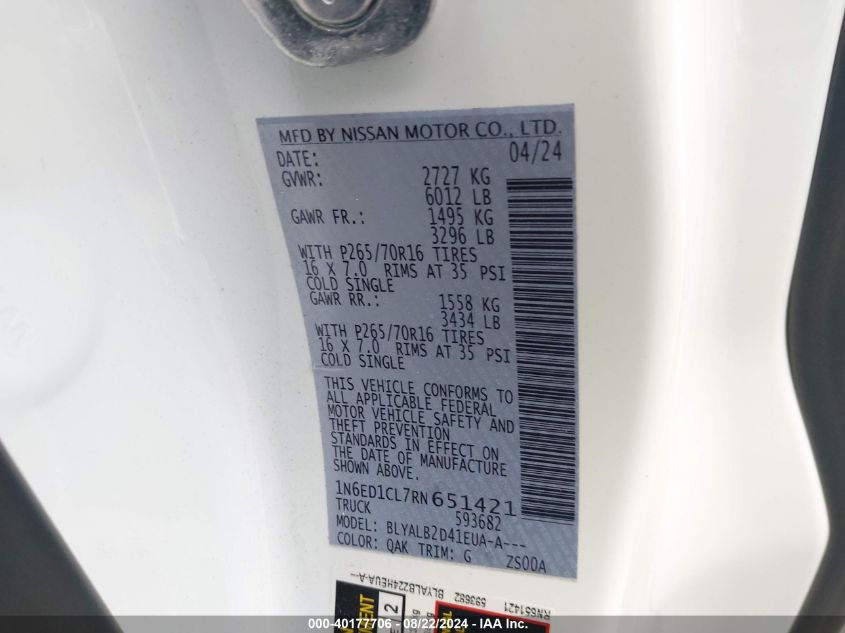 MFD BY NISSAN MOTOR CO., LTD.
DATE: 04/24
GVWR: 2727 KG
6012 LB
GAWR FR.: 1495 KG
3296 LB
WITH P265/70R16 TIRES
16 X 7.0 RIMS AT 35 PSI
COLD SINGLE
GAWR RR.: 1558 KG
3434 LB
WITH P265/70R16 TIRES
16 X 7.0 RIMS AT 35 PSI
COLD SINGLE
THIS VEHICLE CONFORMS TO
ALL APPLICABLE FEDERAL
MOTOR VEHICLE SAFETY AND
THEFT PREVENTION
STANDARDS IN EFFECT ON
THE DATE OF MANUFACTURE
SHOWN ABOVE.
1N6ED1CL7RN651421
TRUCK 593682
MODEL: BLYALB2D41EUA-A---
COLOR: QAK TRIM: G ZS00A
RN651421 593682 BLYALBZ224HEUA-A--
2
000-40177706 - 08/22/2024 - IAA Inc.